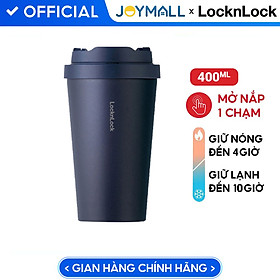 OFFICIAL
JOYMALL x LocknLock
LocknLock
400ML
MỞ NẮP
1 CHẠM
GIỮ NÓNG
ĐẾN 4GIỜ
GIỮ LẠNH
ĐẾN 10GIỜ
GIAN HÀNG CHÍNH HÃNG